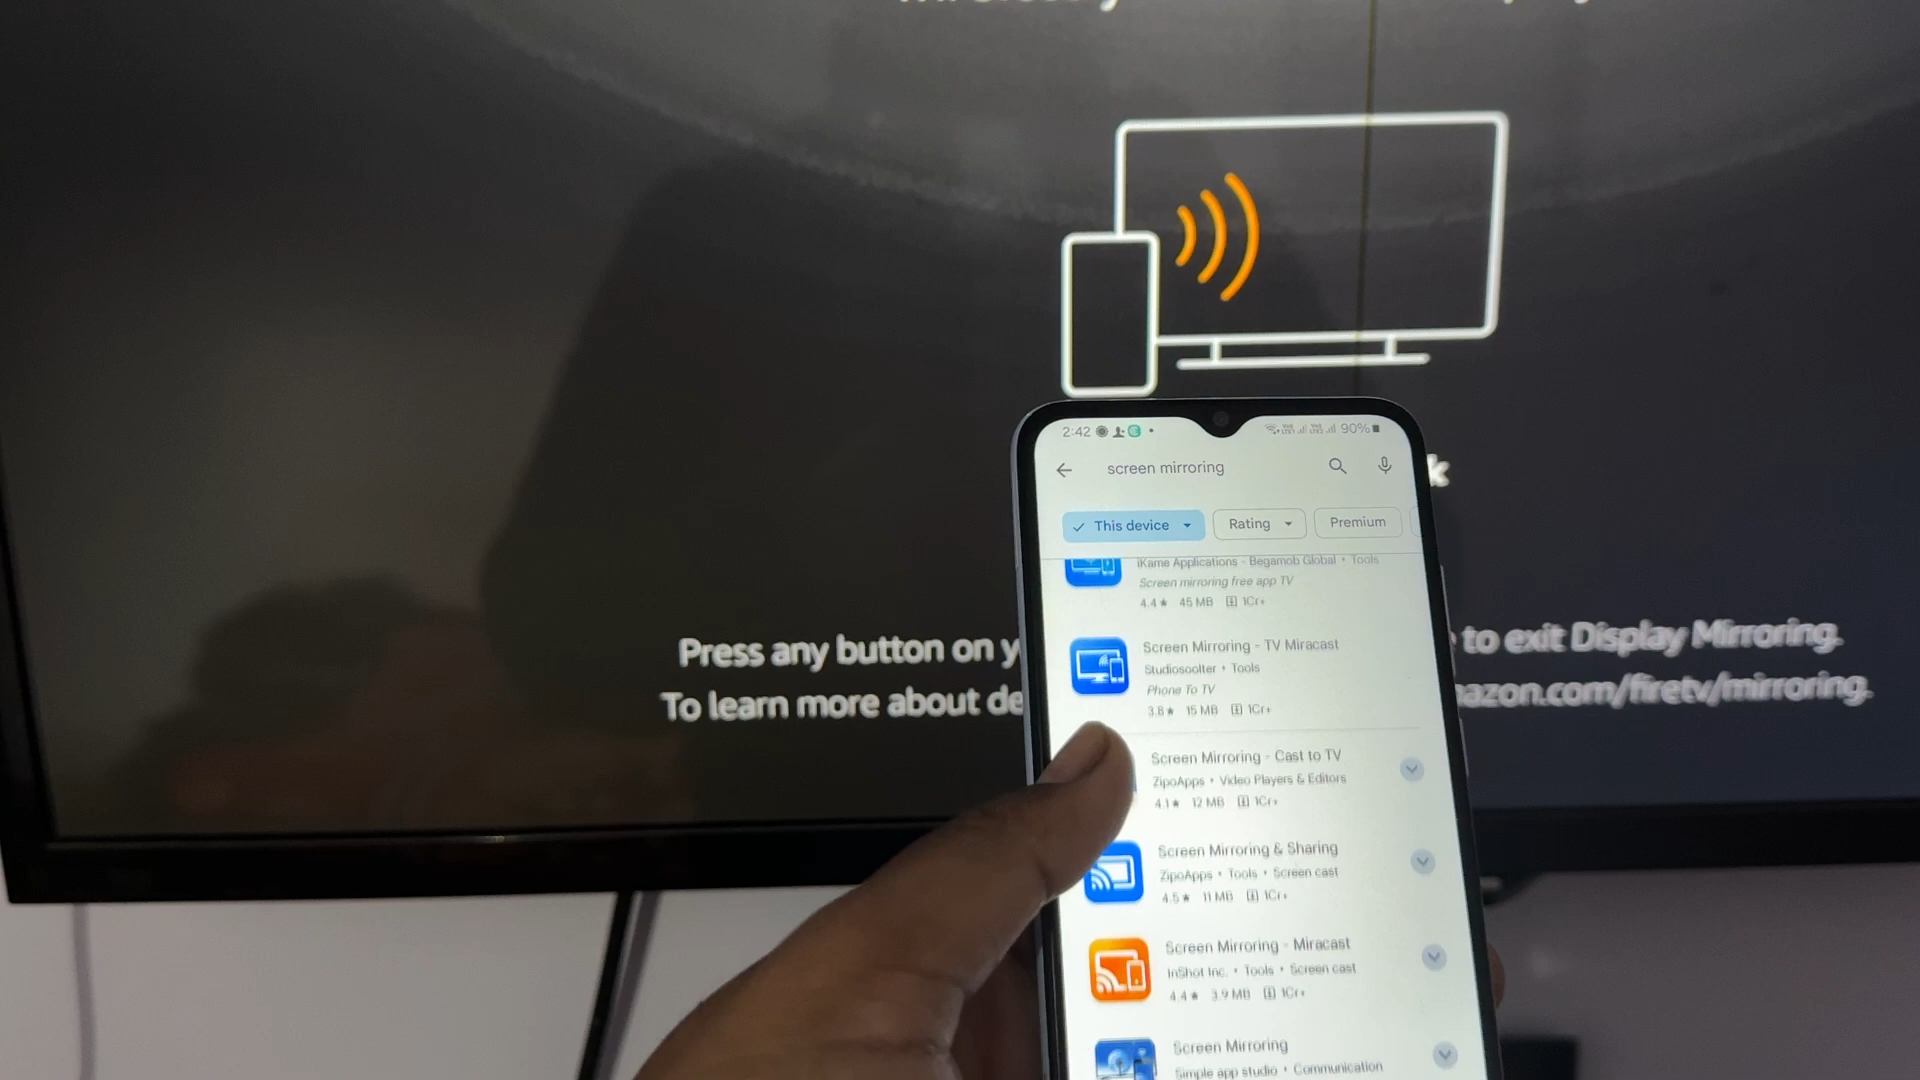 2:42
90%
screen mirroring
This device
Rating
Premium
iKame Applications - Begamob Global • Tools
Screen mirroring free app TV
4.4★ 45 MB 1Cr+
Screen Mirroring - TV Miracast
Studiosoolter • Tools
Phone To TV
3.8★ 15 MB 1Cr+
Screen Mirroring - Cast to TV
ZipoApps • Video Players & Editors
4.1★ 12 MB 1Cr+
Screen Mirroring & Sharing
ZipoApps • Tools • Screen cast
4.5★ 11 MB 1Cr+
Screen Mirroring - Miracast
InShot Inc. • Tools • Screen cast
4.4★ 3.9 MB 1Cr+
Screen Mirroring
Simple app studio • Communication
Press any button on y to exit Display Mirroring.
To learn more about de azon.com/firetv/mirroring.